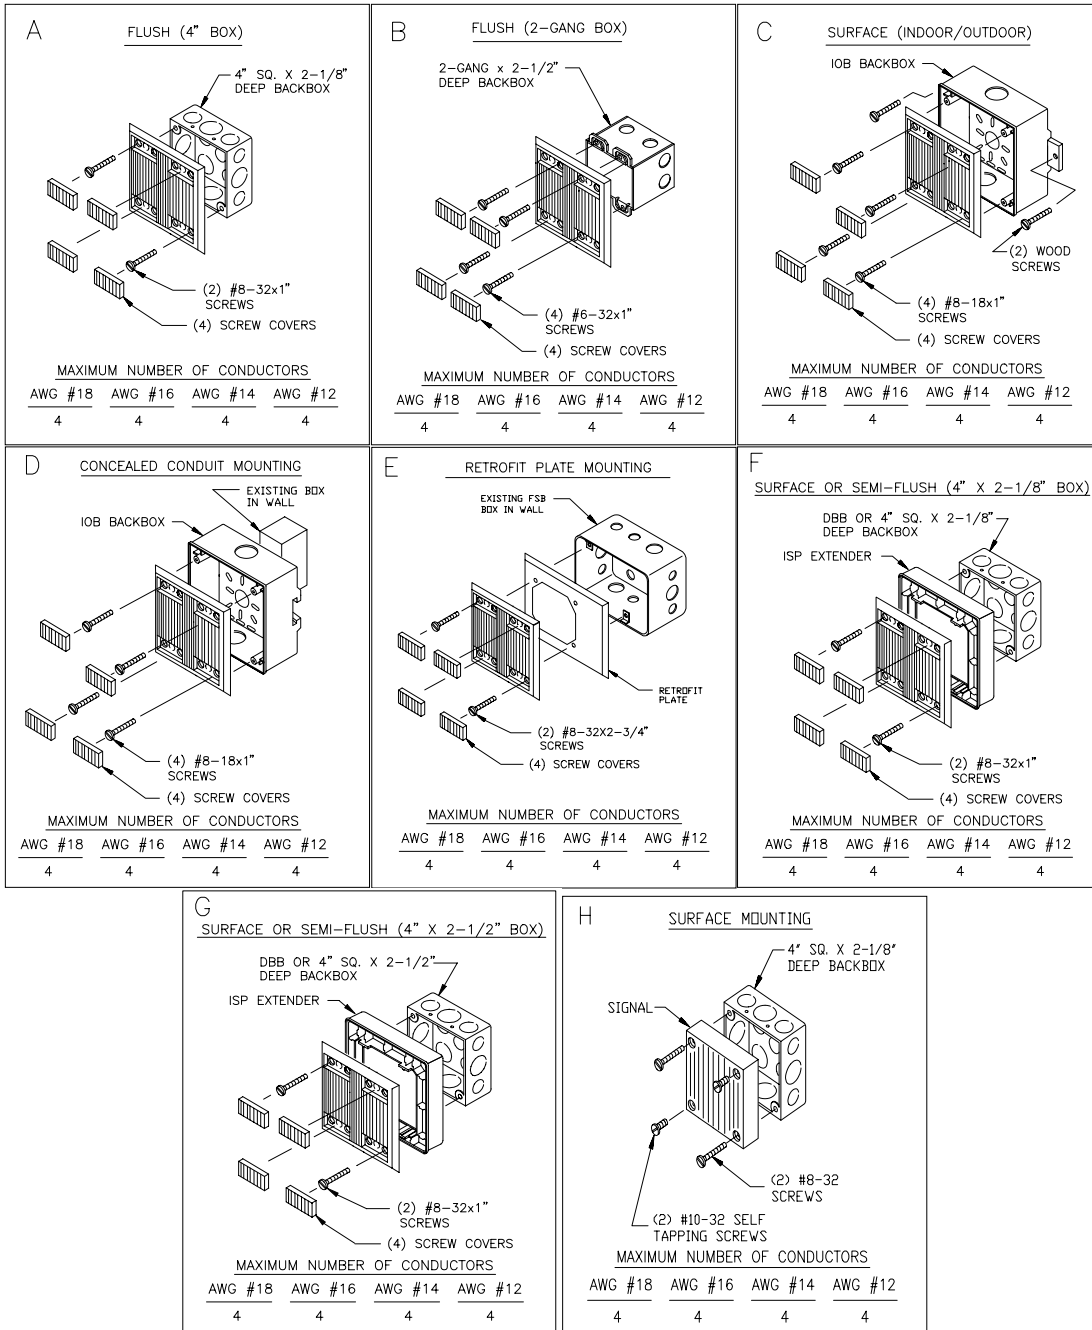 A
FLUSH (4" BOX)
4" SQ. X 2-1/8"
DEEP BACKBOX
(2) #8-32x1"
SCREWS
(4) SCREW COVERS
MAXIMUM NUMBER OF CONDUCTORS
AWG #18 AWG #16 AWG #14 AWG #12
4 4 4 4
B
FLUSH (2-GANG BOX)
2-GANG x 2-1/2"
DEEP BACKBOX
(4) #6-32x1"
SCREWS
(4) SCREW COVERS
MAXIMUM NUMBER OF CONDUCTORS
AWG #18 AWG #16 AWG #14 AWG #12
4 4 4 4
C
SURFACE (INDOOR/OUTDOOR)
IOB BACKBOX
(2) WOOD
SCREWS
(4) #8-18x1"
SCREWS
(4) SCREW COVERS
MAXIMUM NUMBER OF CONDUCTORS
AWG #18 AWG #16 AWG #14 AWG #12
4 4 4 4
D
CONCEALED CONDUIT MOUNTING
EXISTING BOX
IN WALL
IOB BACKBOX
(4) #8-18x1"
SCREWS
(4) SCREW COVERS
MAXIMUM NUMBER OF CONDUCTORS
AWG #18 AWG #16 AWG #14 AWG #12
4 4 4 4
E
RETROFIT PLATE MOUNTING
EXISTING FSB
BOX IN WALL
RETROFIT
PLATE
(2) #8-32X2-3/4"
SCREWS
(4) SCREW COVERS
MAXIMUM NUMBER OF CONDUCTORS
AWG #18 AWG #16 AWG #14 AWG #12
4 4 4 4
F
SURFACE OR SEMI-FLUSH (4" X 2-1/8" BOX)
DBB OR 4" SQ. X 2-1/8"
DEEP BACKBOX
ISP EXTENDER
(2) #8-32x1"
SCREWS
(4) SCREW COVERS
MAXIMUM NUMBER OF CONDUCTORS
AWG #18 AWG #16 AWG #14 AWG #12
4 4 4 4
G
SURFACE OR SEMI-FLUSH (4" X 2-1/2" BOX)
DBB OR 4" SQ. X 2-1/2"
DEEP BACKBOX
ISP EXTENDER
(2) #8-32x1"
SCREWS
(4) SCREW COVERS
MAXIMUM NUMBER OF CONDUCTORS
AWG #18 AWG #16 AWG #14 AWG #12
4 4 4 4
H
SURFACE MOUNTING
4" SQ. X 2-1/8"
DEEP BACKBOX
SIGNAL
(2) #8-32
SCREWS
(2) #10-32 SELF
TAPPING SCREWS
MAXIMUM NUMBER OF CONDUCTORS
AWG #18 AWG #16 AWG #14 AWG #12
4 4 4 4